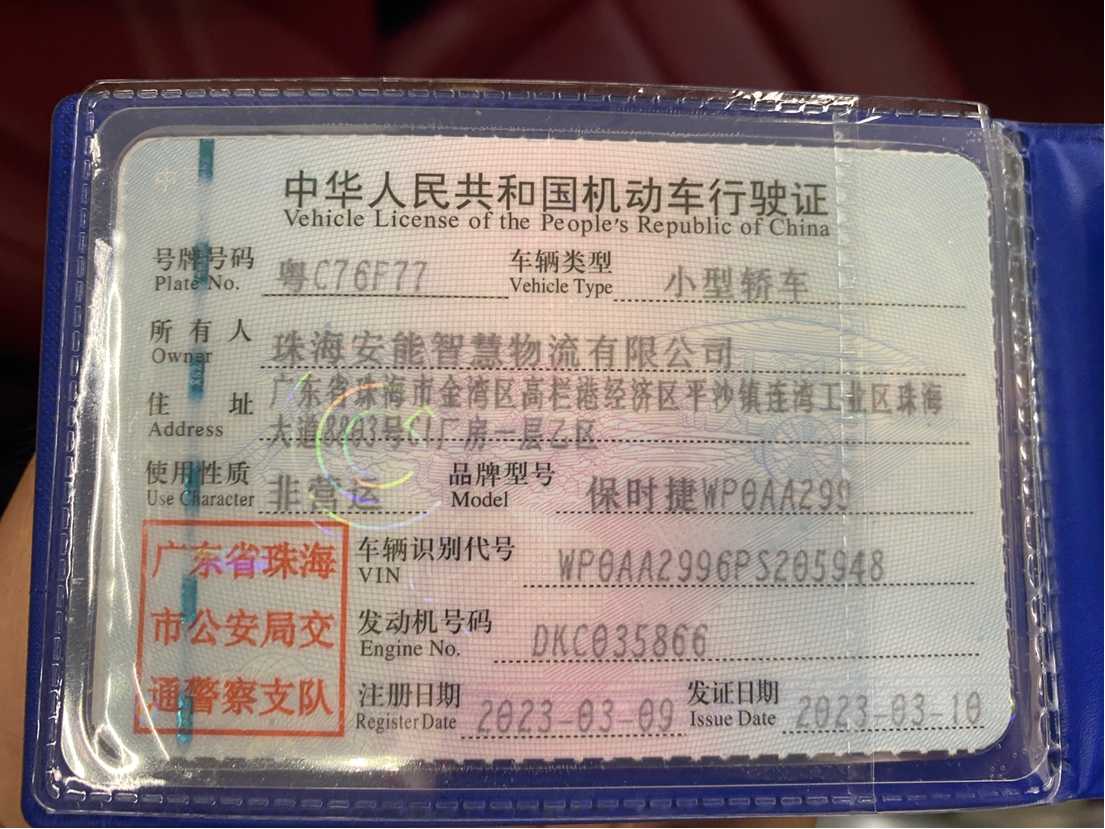 中华人民共和国机动车行驶证
Vehicle License of the People's Republic of China
号牌号码 粤C76F77 车辆类型 小型轿车
Plate No. Vehicle Type
所有人 珠海安能智慧物流有限公司
Owner
住址 广东省珠海市金湾区高栏港经济区平沙镇连湾工业区珠海
Address 大道8803号 厂房一层乙区
使用性质 非营运 品牌型号 保时捷WP0AA299
Use Character Model
广东省珠海
市公安局交
通警察支队
车辆识别代号 WP0AA2996PS205948
VIN
发动机号码 DKC035866
Engine No.
注册日期 2023-03-09 发证日期 2023-03-10
Register Date Issue Date